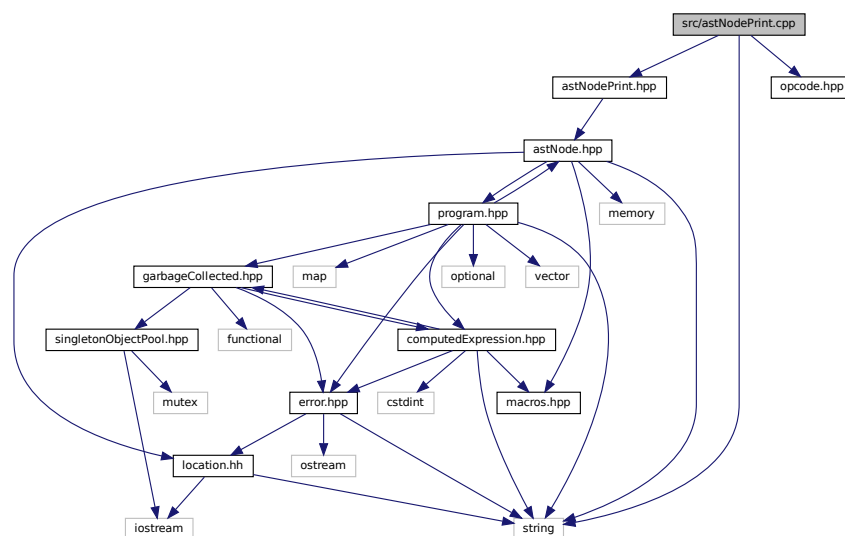 src/astNodePrint.cpp
astNodePrint.hpp
opcode.hpp
astNode.hpp
program.hpp
memory
garbageCollected.hpp
map
optional
vector
singletonObjectPool.hpp
functional
computedExpression.hpp
mutex
error.hpp
cstdint
macros.hpp
location.hh
ostream
iostream
string